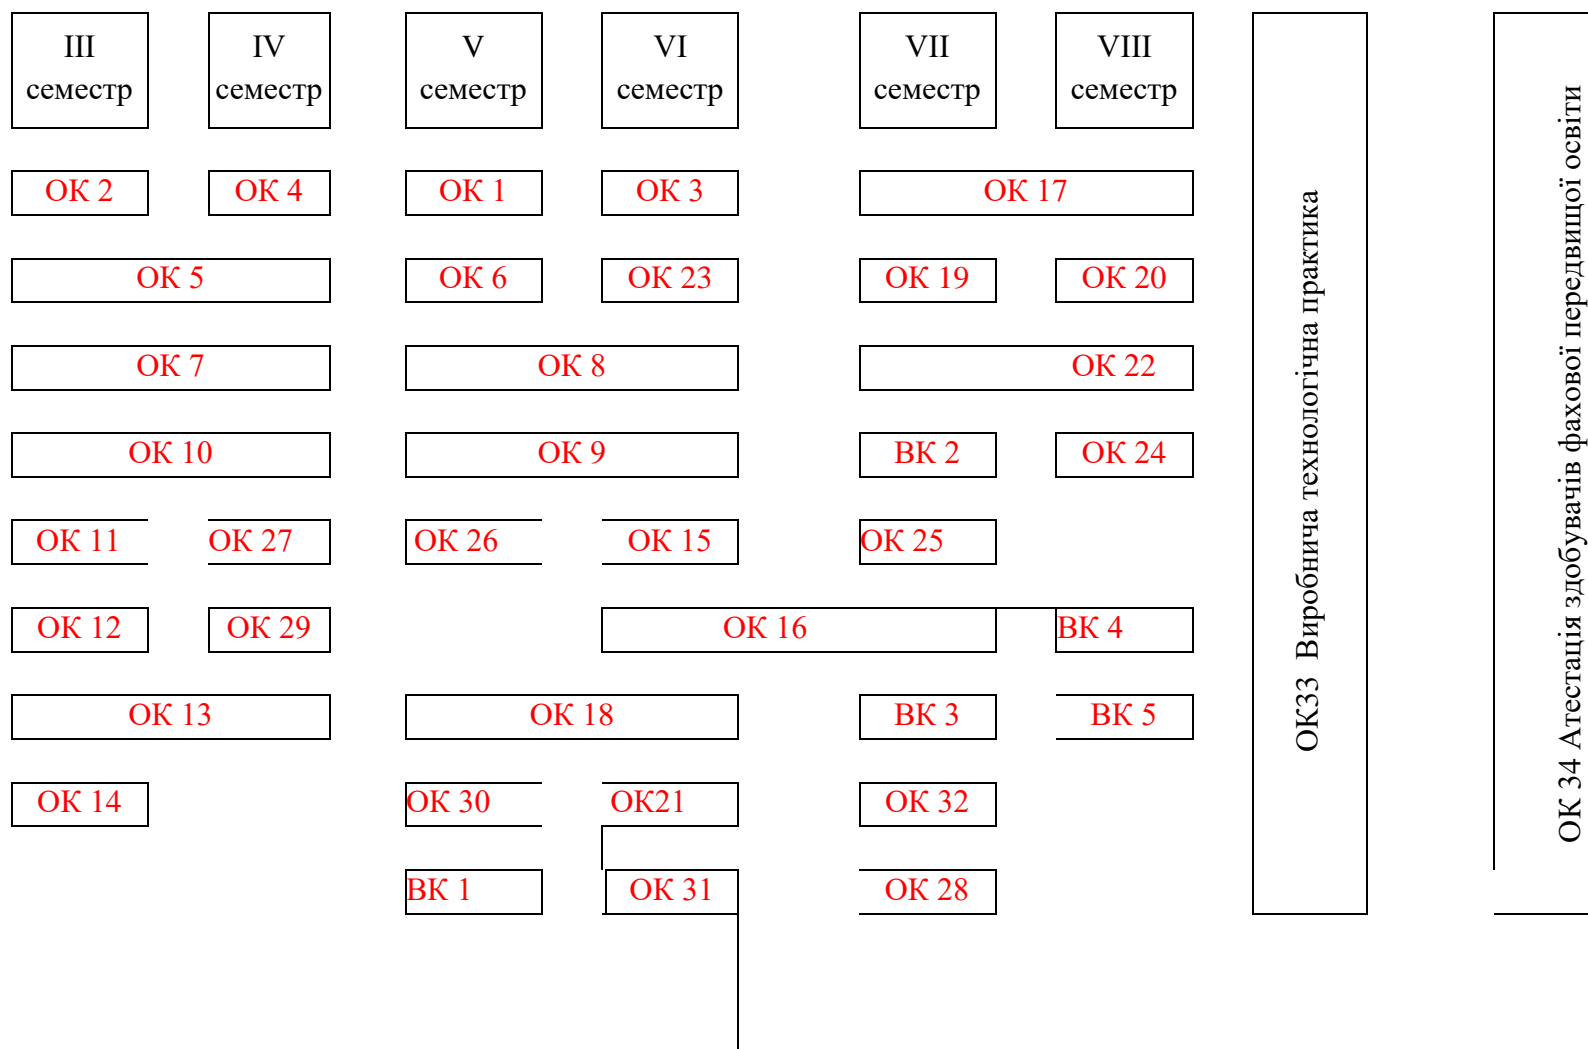 III IV V VI VII VIII
семестр семестр семестр семестр семестр семестр
ОК 2 ОК 4 ОК 1 ОК 3 ОК 17
ОК 5 ОК 6 ОК 23 ОК 19 ОК 20
ОК 7 ОК 8 ОК 22
ОК 10 ОК 9 ВК 2 ОК 24
ОК 11 ОК 27 ОК 26 ОК 15 ОК 25
ОК 12 ОК 29 ОК 16 ВК 4
ОК 13 ОК 18 ВК 3 ВК 5
ОК 14 ОК 30 ОК21 ОК 32
ВК 1 ОК 31 ОК 28
ОК33 Виробнича технологічна практика
ОК 34 Атестація здобувачів фахової передвищої освіти